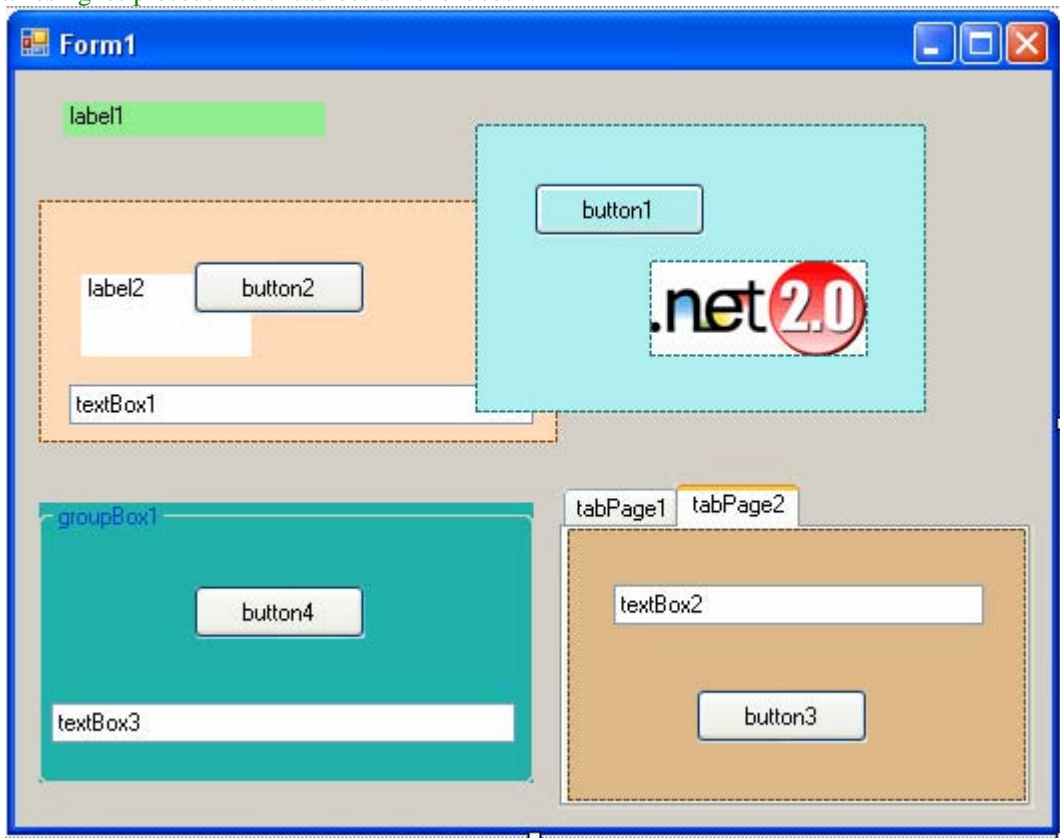 Form1
label1
button1
label2
button2
.net 2.0
textBox1
groupBox1
button4
textBox3
tabPage1
tabPage2
textBox2
button3